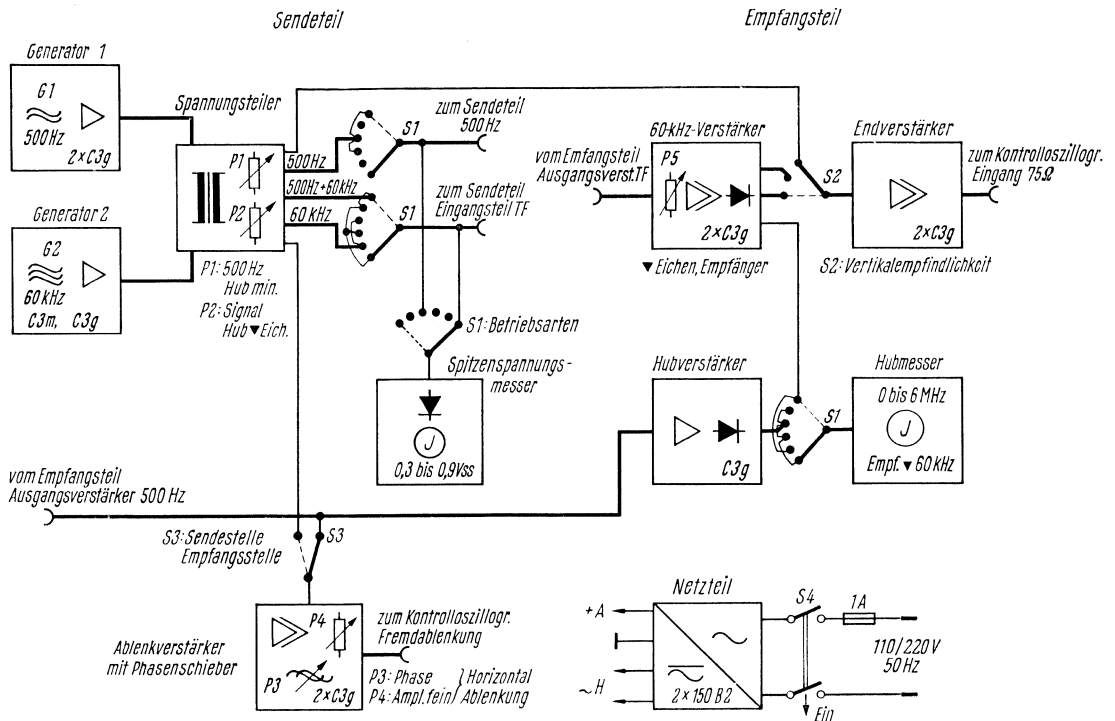 Sendeteil
Empfangsteil
Generator 1
G1
500Hz
2×C3g
Spannungsteiler
P1
P2
500Hz
500Hz+60kHz
60 kHz
S1
zum Sendeteil
500 Hz
S1
zum Sendeteil
Eingangsteil TF
Generator 2
G2
60 kHz
C3m, C3g
P1: 500 Hz
Hub min.
P2: Signal
Hub ▼ Eich.
60-kHz-Verstärker
vom Emfangsteil
Ausgangsverst.TF
P5
2×C3g
▼ Eichen, Empfänger
S2
Endverstärker
2×C3g
zum Kontrolloszillogr.
Eingang 75Ω
S2: Vertikalempfindlichkeit
S1: Betriebsarten
Spitzenspannungs-
messer
J
0,3 bis 0,9Vss
Hubverstärker
C3g
S1
Hubmesser
0 bis 6 MHz
J
Empf. ▼ 60 kHz
vom Empfangsteil
Ausgangsverstärker 500 Hz
S3: Sendestelle
Empfangsstelle
S3
Ablenkverstärker
mit Phasenschieber
P4
P3
2×C3g
zum Kontrolloszillogr.
Fremdablenkung
P3: Phase
P4: Ampl.fein
} Horizontal
Ablenkung
Netzteil
+A
~H
2 × 150 B2
S4
1A
110/220V
50 Hz
Ein